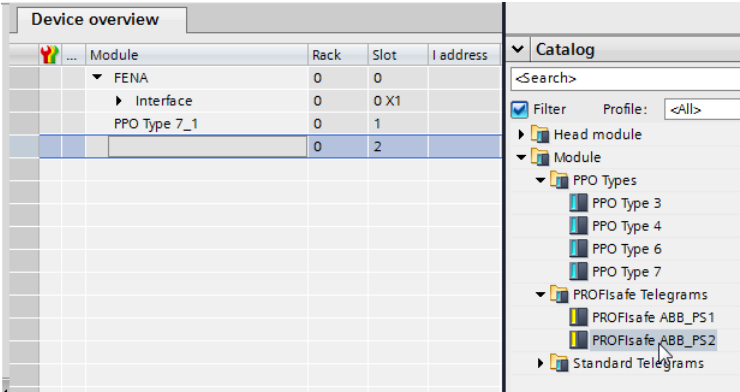 Device overview
... Module Rack Slot I address
FENA 0 0
Interface 0 0 X1
PPO Type 7_1 0 1
0 2
Catalog
<Search>
Filter Profile: <All>
Head module
Module
PPO Types
PPO Type 3
PPO Type 4
PPO Type 6
PPO Type 7
PROFIsafe Telegrams
PROFIsafe ABB_PS1
PROFIsafe ABB_PS2
Standard Telegrams